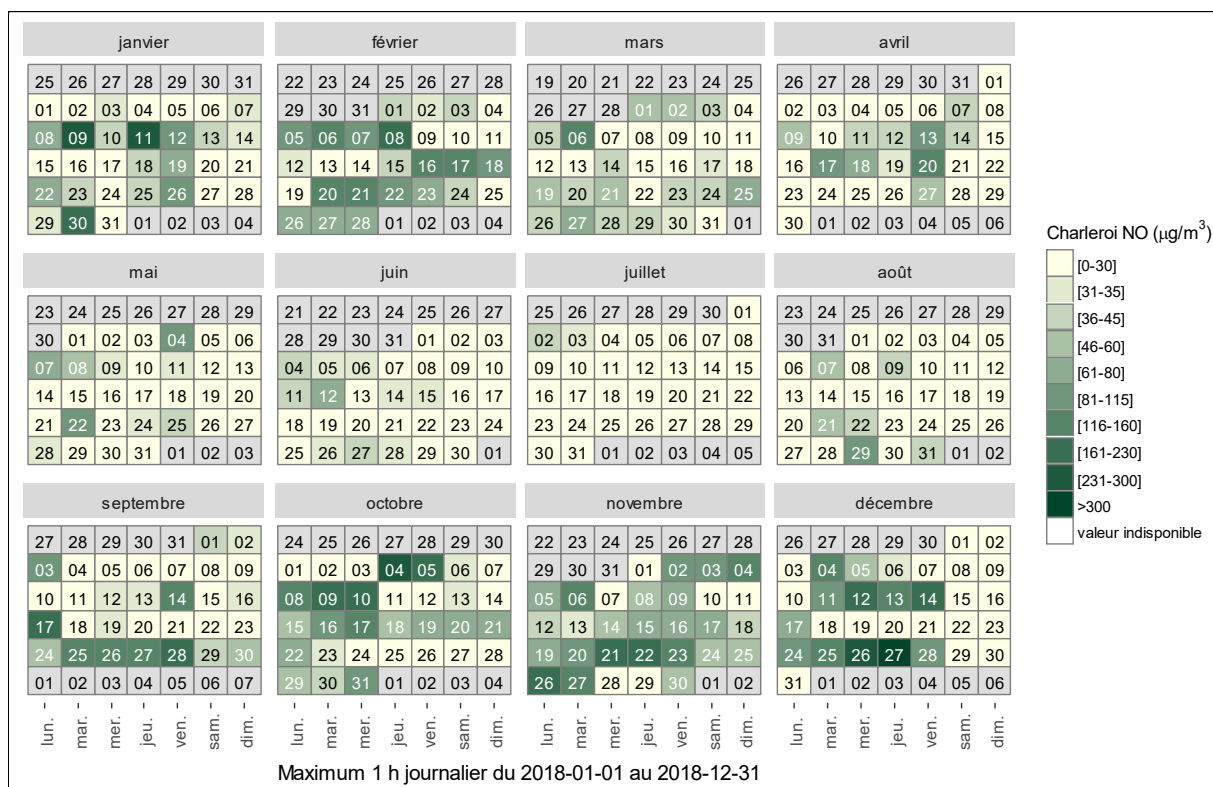 janvier février mars avril
25 26 27 28 29 30 31 22 23 24 25 26 27 28 19 20 21 22 23 24 25 26 27 28 29 30 31 01
01 02 03 04 05 06 07 29 30 31 01 02 03 04 26 27 28 01 02 03 04 02 03 04 05 06 07 08
08 09 10 11 12 13 14 05 06 07 08 09 10 11 05 06 07 08 09 10 11 09 10 11 12 13 14 15
15 16 17 18 19 20 21 12 13 14 15 16 17 18 12 13 14 15 16 17 18 16 17 18 19 20 21 22
22 23 24 25 26 27 28 19 20 21 22 23 24 25 19 20 21 22 23 24 25 23 24 25 26 27 28 29
29 30 31 01 02 03 04 26 27 28 01 02 03 04 26 27 28 29 30 31 01 30 01 02 03 04 05 06
mai juin juillet août
23 24 25 26 27 28 29 21 22 23 24 25 26 27 25 26 27 28 29 30 01 23 24 25 26 27 28 29
30 01 02 03 04 05 06 28 29 30 31 01 02 03 02 03 04 05 06 07 08 30 31 01 02 03 04 05
07 08 09 10 11 12 13 04 05 06 07 08 09 10 09 10 11 12 13 14 15 06 07 08 09 10 11 12
14 15 16 17 18 19 20 11 12 13 14 15 16 17 16 17 18 19 20 21 22 13 14 15 16 17 18 19
21 22 23 24 25 26 27 18 19 20 21 22 23 24 23 24 25 26 27 28 29 20 21 22 23 24 25 26
28 29 30 31 01 02 03 25 26 27 28 29 30 01 30 31 01 02 03 04 05 27 28 29 30 31 01 02
septembre octobre novembre décembre
27 28 29 30 31 01 02 24 25 26 27 28 29 30 22 23 24 25 26 27 28 26 27 28 29 30 01 02
03 04 05 06 07 08 09 01 02 03 04 05 06 07 29 30 31 01 02 03 04 03 04 05 06 07 08 09
10 11 12 13 14 15 16 08 09 10 11 12 13 14 05 06 07 08 09 10 11 10 11 12 13 14 15 16
17 18 19 20 21 22 23 15 16 17 18 19 20 21 12 13 14 15 16 17 18 17 18 19 20 21 22 23
24 25 26 27 28 29 30 22 23 24 25 26 27 28 19 20 21 22 23 24 25 24 25 26 27 28 29 30
01 02 03 04 05 06 07 29 30 31 01 02 03 04 26 27 28 29 30 01 02 31 01 02 03 04 05 06
lun. mar. mer. jeu. ven. sam. dim. lun. mar. mer. jeu. ven. sam. dim. lun. mar. mer. jeu. ven. sam. dim. lun. mar. mer. jeu. ven. sam. dim.
Maximum 1 h journalier du 2018-01-01 au 2018-12-31
Charleroi NO (μg/m³)
[0-30]
[31-35]
[36-45]
[46-60]
[61-80]
[81-115]
[116-160]
[161-230]
[231-300]
>300
valeur indisponible